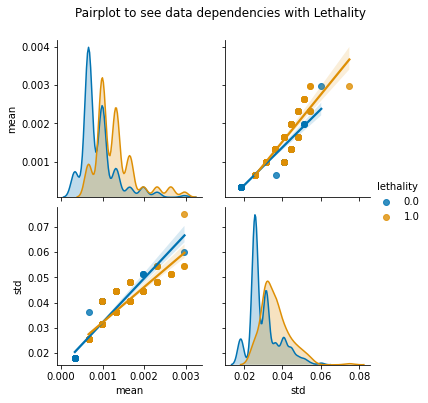 Pairplot to see data dependencies with Lethality
0.004
0.003
0.002
0.001
mean
lethality
0.0
1.0
0.07
0.06
0.05
0.04
0.03
0.02
std
0.000 0.001 0.002 0.003
mean
0.02 0.04 0.06 0.08
std